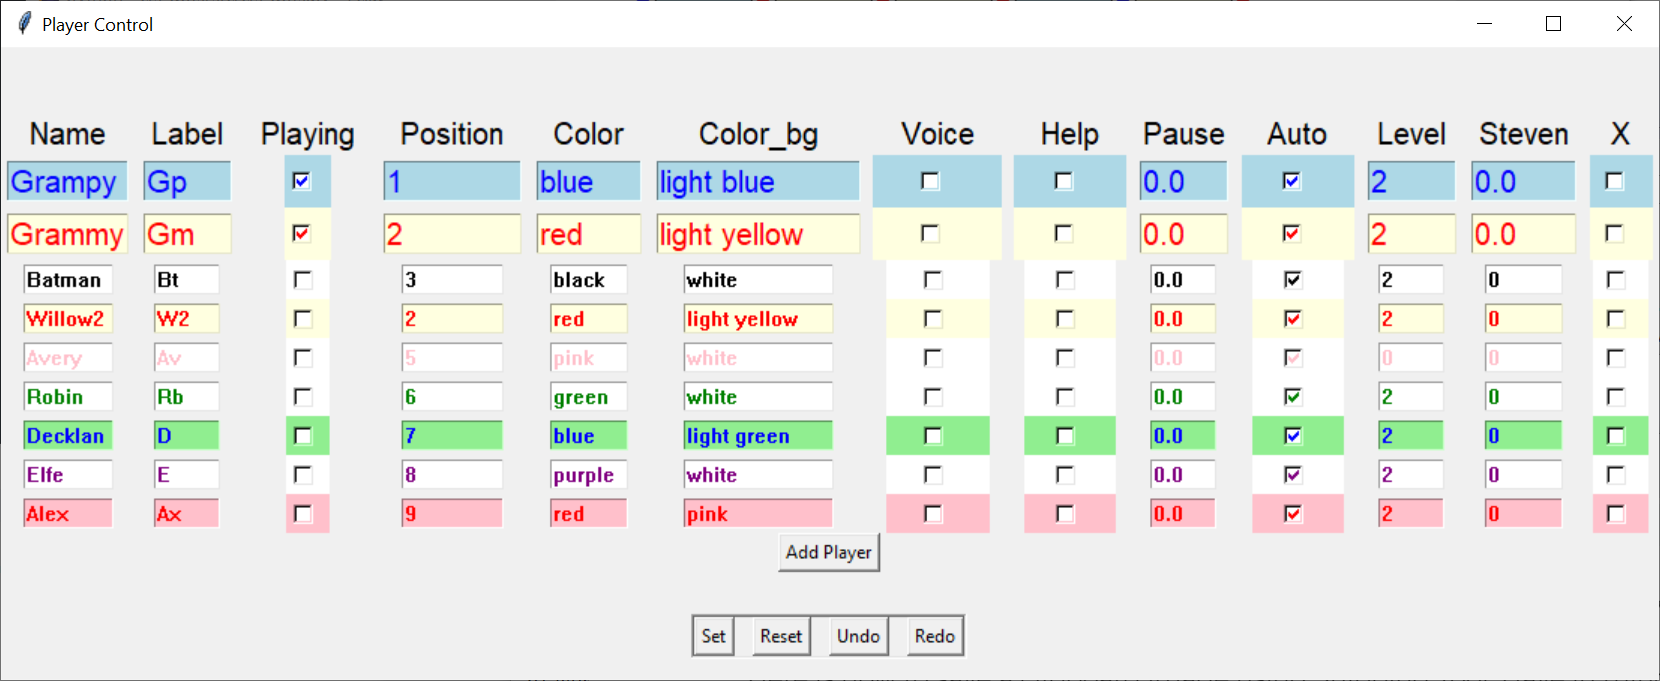 Player Control
Name Label Playing Position Color Color_bg Voice Help Pause Auto Level Steven X
Grampy Gp 1 blue light blue 0.0 2 0.0
Grammy Gm 2 red light yellow 0.0 2 0.0
Batman Bt 3 black white 0.0 2 0
Willow2 W2 2 red light yellow 0.0 2 0
Avery Av 5 pink white 0.0 0 0
Robin Rb 6 green white 0.0 2 0
Decklan D 7 blue light green 0.0 2 0
Elfe E 8 purple white 0.0 2 0
Alex Ax 9 red pink 0.0 2 0
Add Player
Set Reset Undo Redo